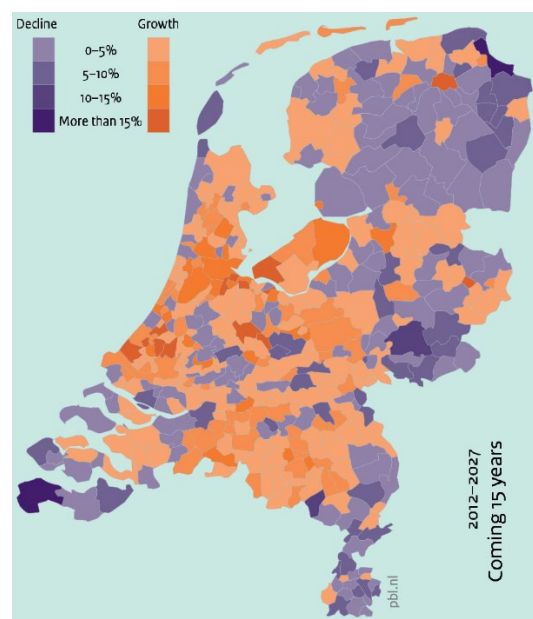 Decline
Growth
0–5%
5–10%
10–15%
More than 15%
2012–2027
Coming 15 years
pbl.nl